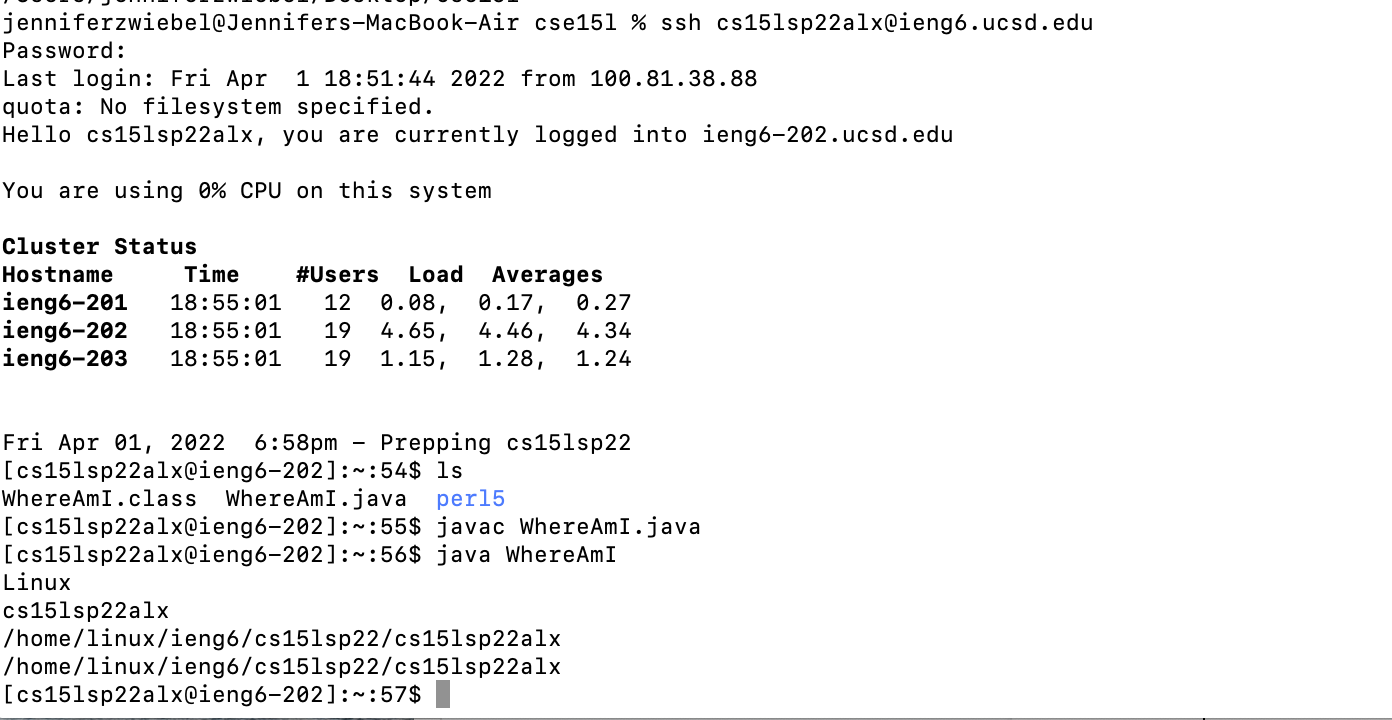 jenniferzwiebel@Jennifers-MacBook-Air cse15l % ssh cs15lsp22alx@ieng6.ucsd.edu
Password:
Last login: Fri Apr  1 18:51:44 2022 from 100.81.38.88
quota: No filesystem specified.
Hello cs15lsp22alx, you are currently logged into ieng6-202.ucsd.edu
You are using 0% CPU on this system
Cluster Status
Hostname     Time    #Users  Load  Averages
ieng6-201   18:55:01   12  0.08,  0.17,  0.27
ieng6-202   18:55:01   19  4.65,  4.46,  4.34
ieng6-203   18:55:01   19  1.15,  1.28,  1.24
Fri Apr 01, 2022  6:58pm - Prepping cs15lsp22
[cs15lsp22alx@ieng6-202]:~:54$ ls
WhereAmI.class  WhereAmI.java  perl5
[cs15lsp22alx@ieng6-202]:~:55$ javac WhereAmI.java
[cs15lsp22alx@ieng6-202]:~:56$ java WhereAmI
Linux
cs15lsp22alx
/home/linux/ieng6/cs15lsp22/cs15lsp22alx
/home/linux/ieng6/cs15lsp22/cs15lsp22alx
[cs15lsp22alx@ieng6-202]:~:57$